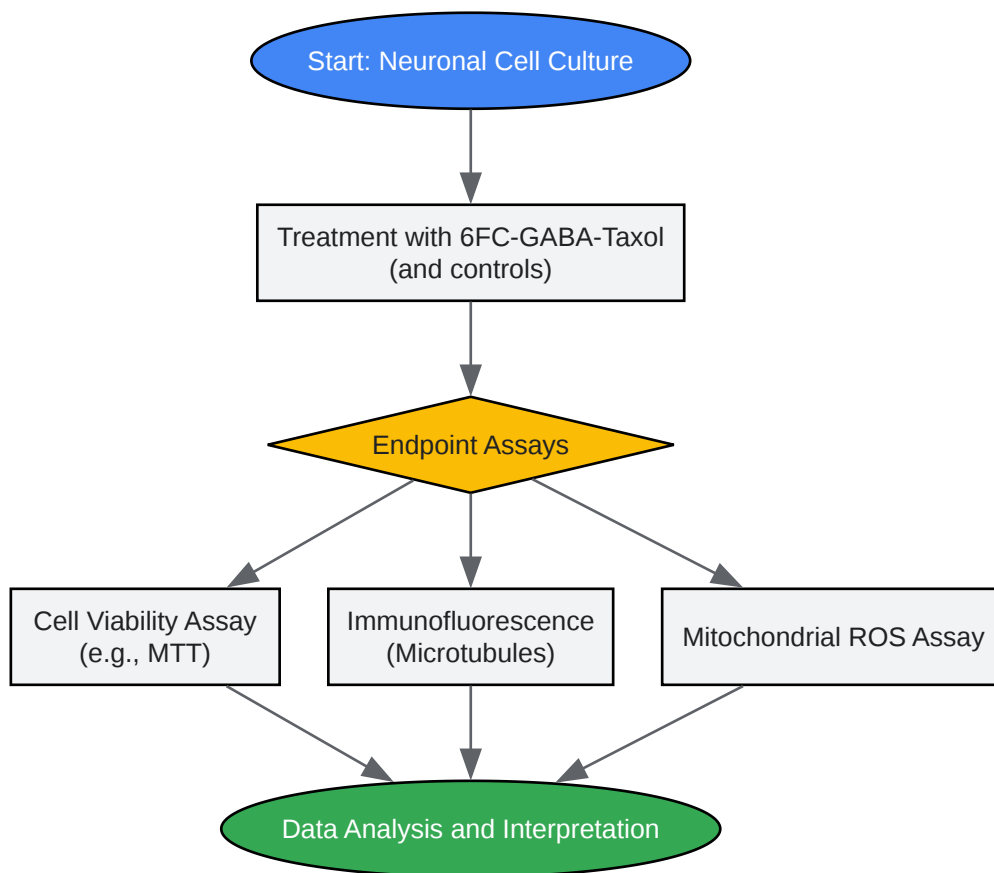 Start: Neuronal Cell Culture
Treatment with 6FC-GABA-Taxol
(and controls)
Endpoint Assays
Cell Viability Assay
(e.g., MTT)
Immunofluorescence
(Microtubules)
Mitochondrial ROS Assay
Data Analysis and Interpretation